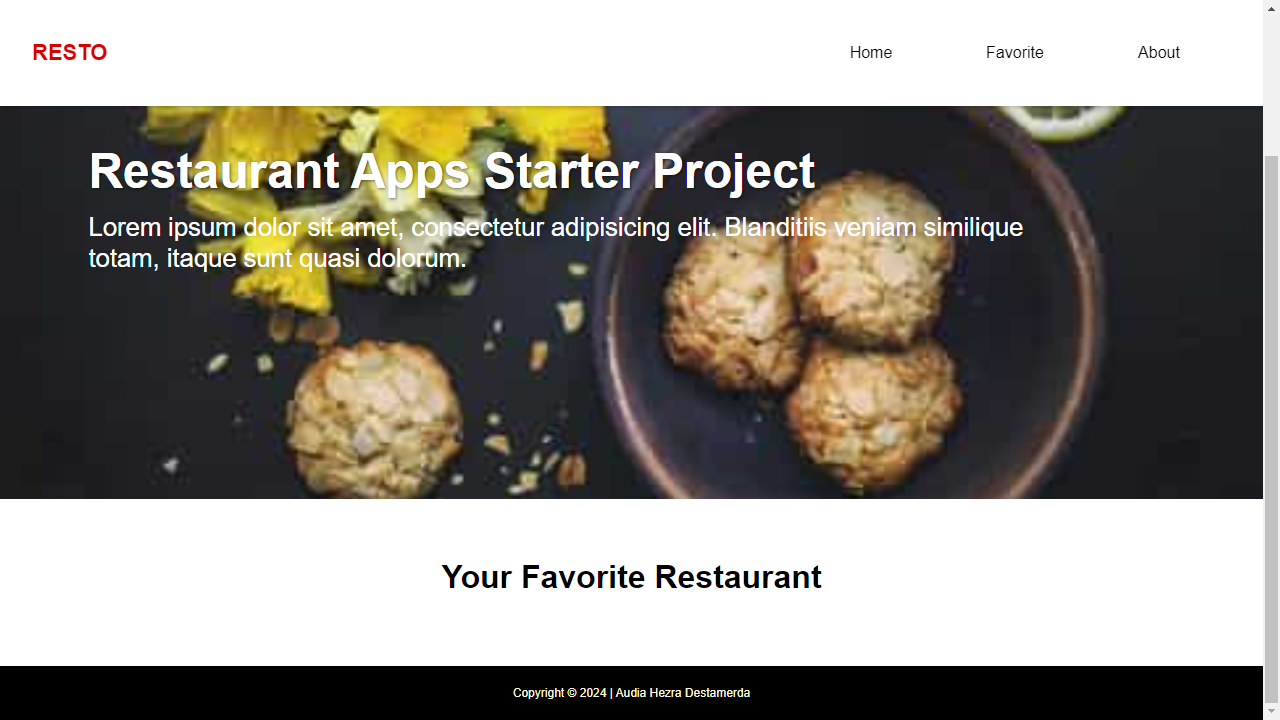 RESTO
Home
Favorite
About
Restaurant Apps Starter Project
Lorem ipsum dolor sit amet, consectetur adipisicing elit. Blanditiis veniam similique
totam, itaque sunt quasi dolorum.
Your Favorite Restaurant
Copyright © 2024 | Audia Hezra Destamerda